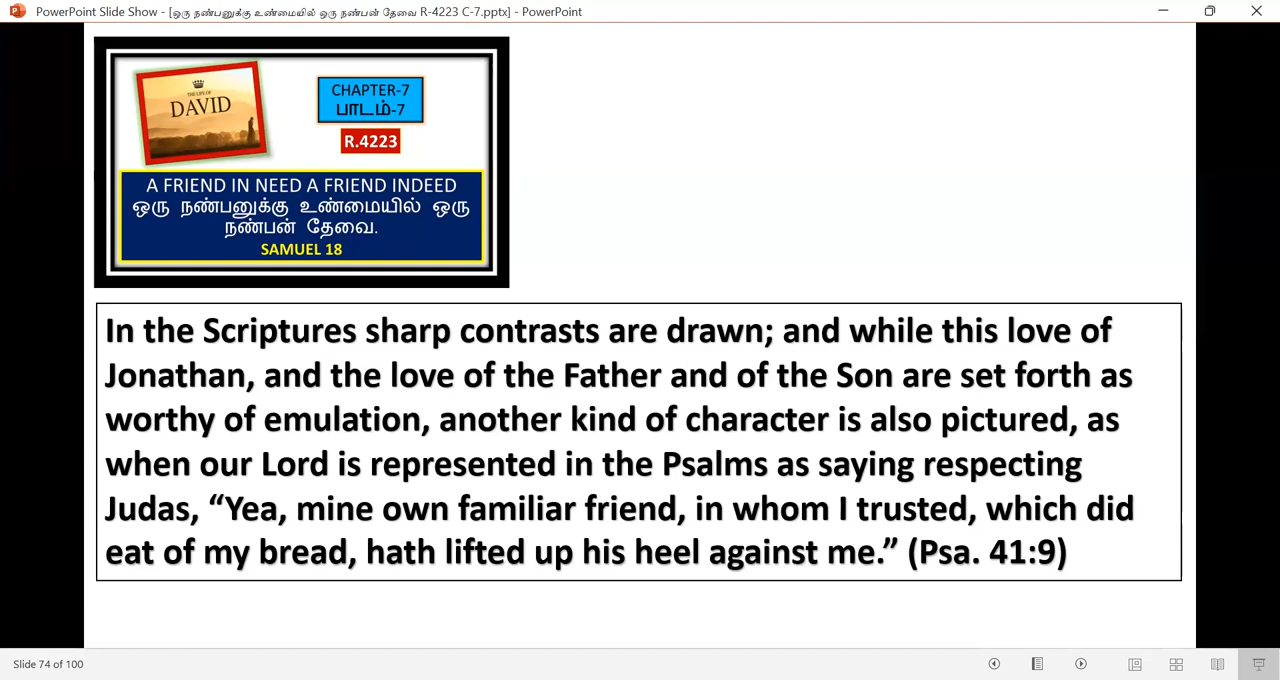 PowerPoint Slide Show - [ஒரு நண்பனுக்கு உண்மையில் ஒரு நண்பன் தேவை R-4223 C-7.pptx] - PowerPoint
THE LIFE OF
DAVID
CHAPTER-7
பாடம்-7
R.4223
A FRIEND IN NEED A FRIEND INDEED
ஒரு நண்பனுக்கு உண்மையில் ஒரு
நண்பன் தேவை.
SAMUEL 18
In the Scriptures sharp contrasts are drawn; and while this love of
Jonathan, and the love of the Father and of the Son are set forth as
worthy of emulation, another kind of character is also pictured, as
when our Lord is represented in the Psalms as saying respecting
Judas, “Yea, mine own familiar friend, in whom I trusted, which did
eat of my bread, hath lifted up his heel against me.” (Psa. 41:9)
Slide 74 of 100